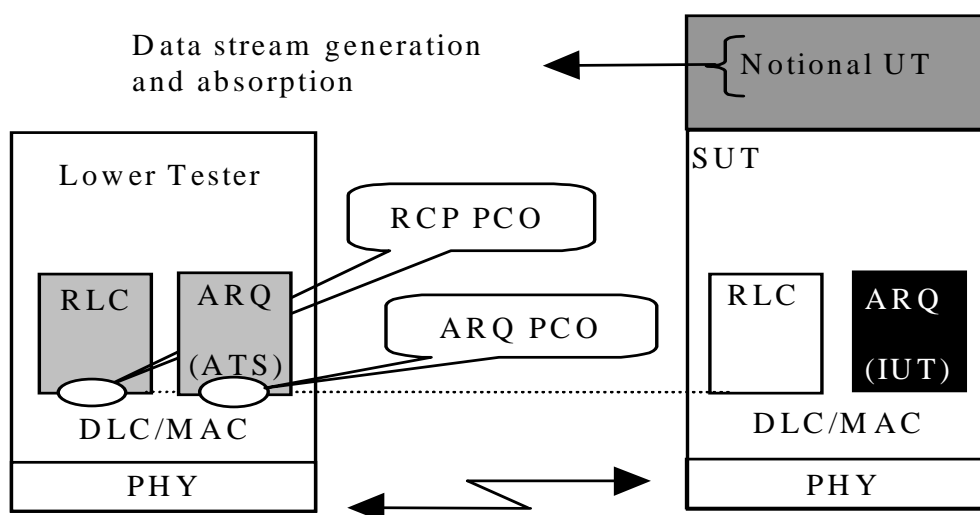 Data stream generation
and absorption
Notional UT
Lower Tester
SUT
RCP PCO
RLC
ARQ
(ATS)
ARQ PCO
RLC
ARQ
(IUT)
DLC/MAC
DLC/MAC
PHY
PHY